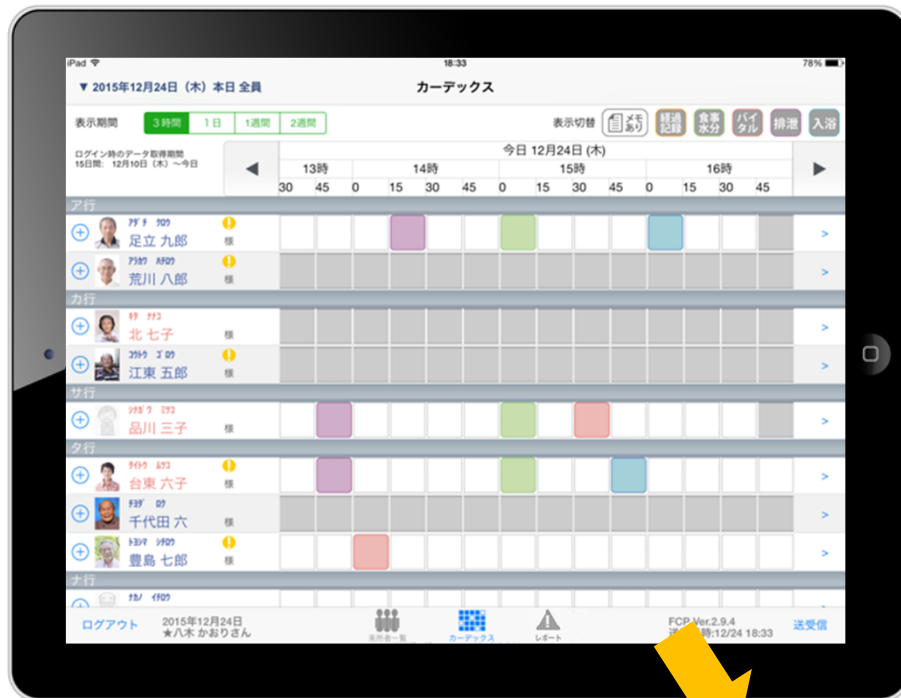 iPad 18:33 78%
▼ 2015年12月24日（木）本日 全員 カーデックス
表示期間 3時間 1日 1週間 2週間 表示切替 メモあり 経過記録 食事水分 バイタル 排泄 入浴
ログイン時のデータ取得期間
15日間: 12月10日（木）～今日
今日 12月24日 (木)
13時 14時 15時 16時
30 45 0 15 30 45 0 15 30 45 0 15 30 45
ア行
ｱﾀﾞﾁ ｸﾛｳ
足立 九郎 様
ｱﾗｶﾜ ﾊﾁﾛｳ
荒川 八郎 様
カ行
ｷﾀ ﾅﾅｺ
北 七子 様
ｺｳﾄｳ ｺﾞﾛｳ
江東 五郎 様
サ行
ｼﾅｶﾞﾜ ﾐﾂｺ
品川 三子 様
タ行
ﾀｲﾄｳ ﾑﾂｺ
台東 六子 様
ﾁﾖﾀﾞ ﾛｸ
千代田 六 様
ﾄﾖｼﾏ ｼﾁﾛｳ
豊島 七郎 様
ナ行
ﾅｶﾉ ｲﾁﾛｳ
ログアウト 2015年12月24日 来所者一覧 カーデックス レポート FCP Ver.2.9.4 送受信
★八木 かおりさん 時:12/24 18:33